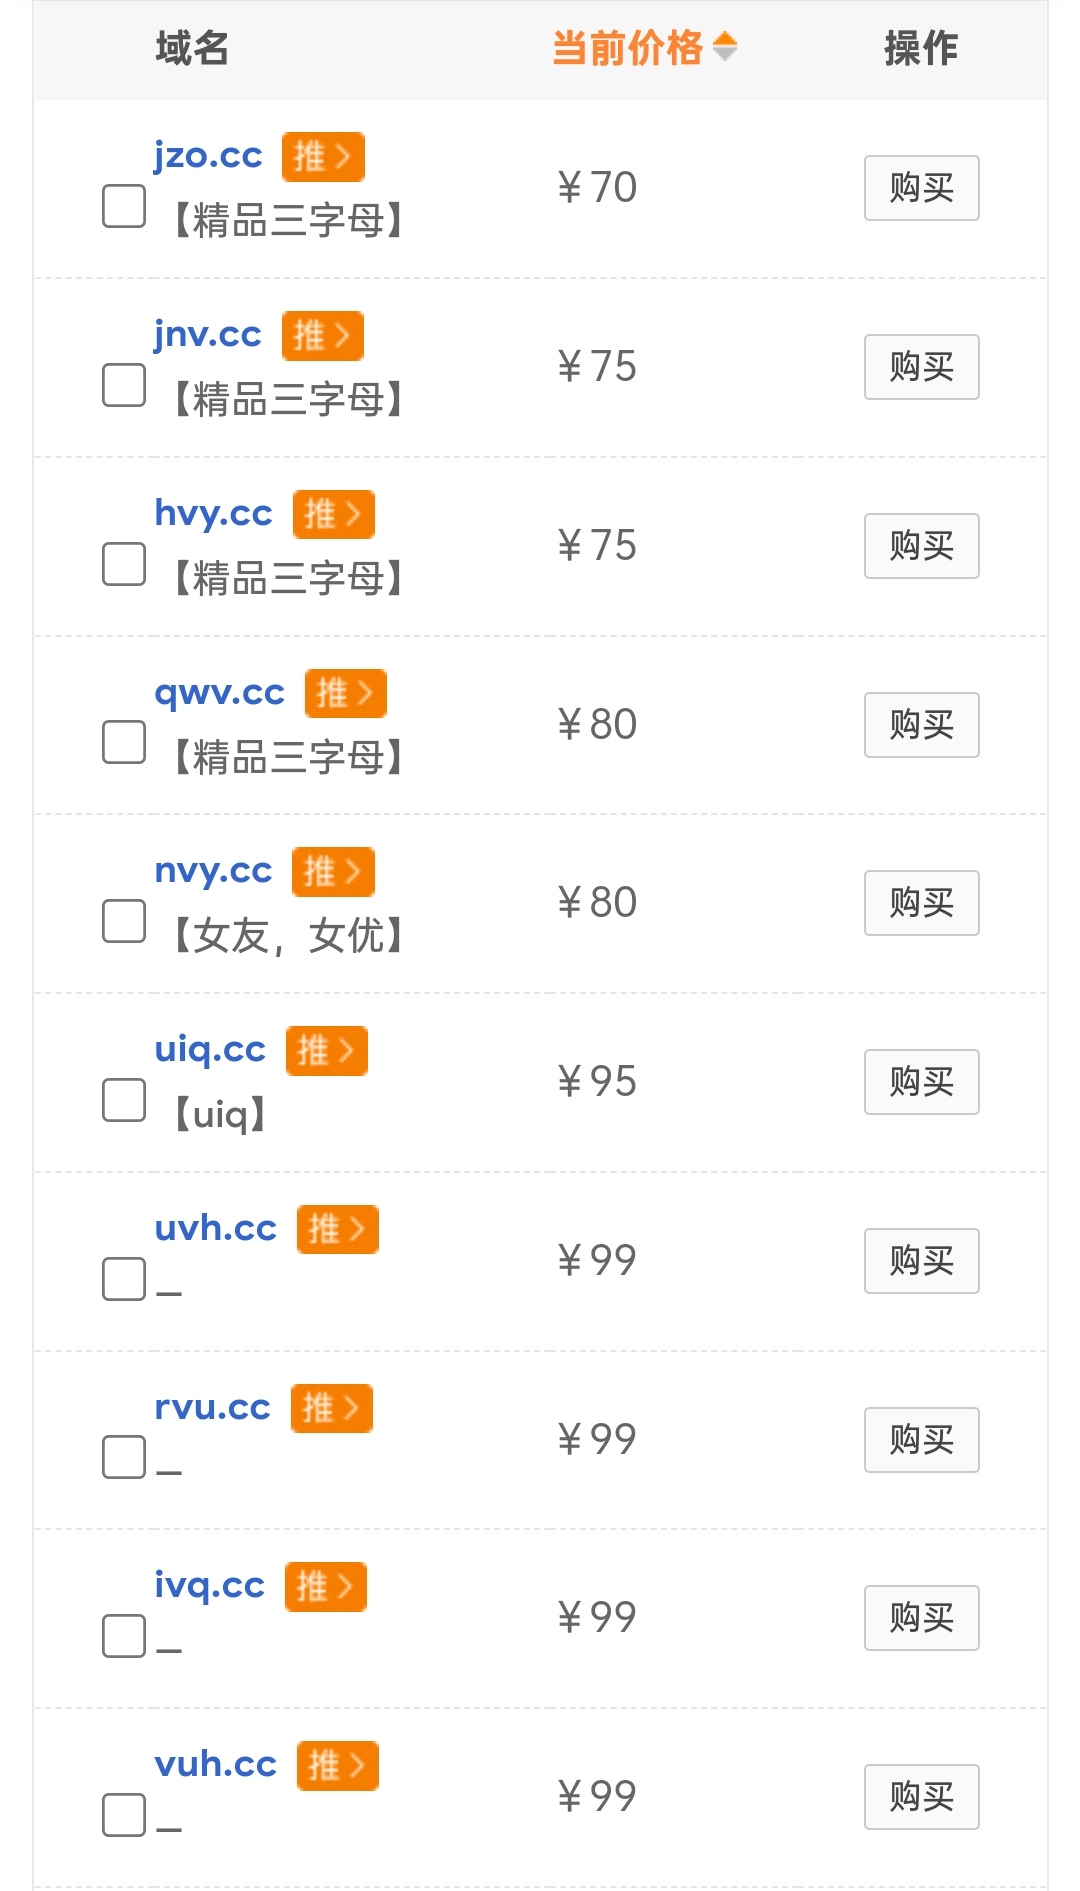 域名 当前价格 操作
jzo.cc 推 >
【精品三字母】 ¥70 购买
jnv.cc 推 >
【精品三字母】 ¥75 购买
hvy.cc 推 >
【精品三字母】 ¥75 购买
qwv.cc 推 >
【精品三字母】 ¥80 购买
nvy.cc 推 >
【女友，女优】 ¥80 购买
uiq.cc 推 >
【uiq】 ¥95 购买
uvh.cc 推 >
– ¥99 购买
rvu.cc 推 >
– ¥99 购买
ivq.cc 推 >
– ¥99 购买
vuh.cc 推 >
– ¥99 购买